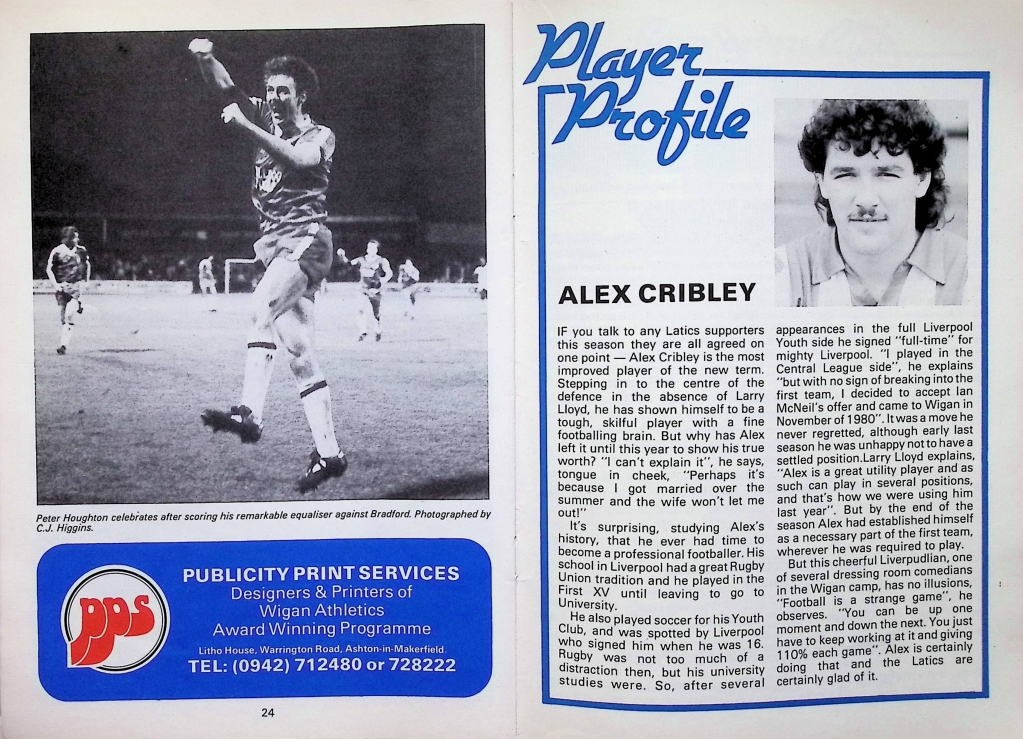 Peter Houghton celebrates after scoring his remarkable equaliser against Bradford. Photographed by
C.J. Higgins.
pps
PUBLICITY PRINT SERVICES
Designers & Printers of
Wigan Athletics
Award Winning Programme
Litho House, Warrington Road, Ashton-in-Makerfield.
TEL: (0942) 712480 or 728222
24
Player
Profile
ALEX CRIBLEY
IF you talk to any Latics supporters
this season they are all agreed on
one point — Alex Cribley is the most
improved player of the new term.
Stepping in to the centre of the
defence in the absence of Larry
Lloyd, he has shown himself to be a
tough, skilful player with a fine
footballing brain. But why has Alex
left it until this year to show his true
worth? "I can't explain it", he says,
tongue in cheek, "Perhaps it's
because I got married over the
summer and the wife won't let me
out!"
It's surprising, studying Alex's
history, that he ever had time to
become a professional footballer. His
school in Liverpool had a great Rugby
Union tradition and he played in the
First XV until leaving to go to
University.
He also played soccer for his Youth
Club, and was spotted by Liverpool
who signed him when he was 16.
Rugby was not too much of a
distraction then, but his university
studies were. So, after several
appearances in the full Liverpool
Youth side he signed "full-time" for
mighty Liverpool. "I played in the
Central League side", he explains
"but with no sign of breaking into the
first team, I decided to accept Ian
McNeil's offer and came to Wigan in
November of 1980". It was a move he
never regretted, although early last
season he was unhappy not to have a
settled position.Larry Lloyd explains,
"Alex is a great utility player and as
such can play in several positions,
and that's how we were using him
last year". But by the end of the
season Alex had established himself
as a necessary part of the first team,
wherever he was required to play.
But this cheerful Liverpudlian, one
of several dressing room comedians
in the Wigan camp, has no illusions,
"Football is a strange game", he
observes. "You can be up one
moment and down the next. You just
have to keep working at it and giving
110% each game". Alex is certainly
doing that and the Latics are
certainly glad of it.